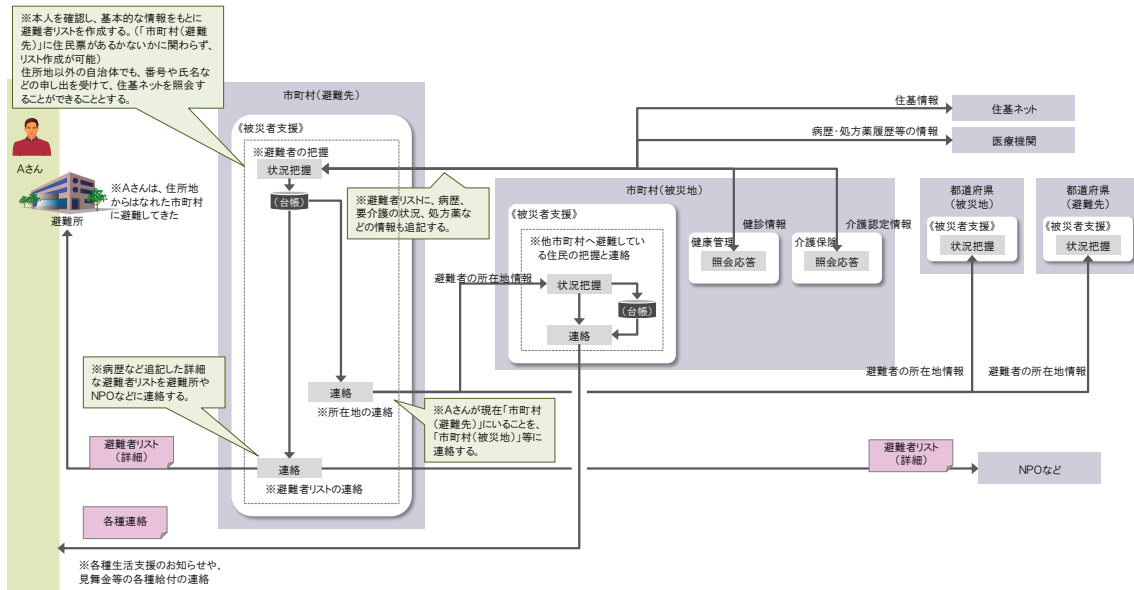 ※本人を確認し、基本的な情報をもとに
避難者リストを作成する。(「市町村(避難
先)」に住民票があるかないかに関わらず、
リスト作成が可能)
住所地以外の自治体でも、番号や氏名な
どの申し出を受けて、住基ネットを照会す
ることができることとする。
Aさん
避難所
※Aさんは、住所地
からはなれた市町村
に避難してきた
市町村(避難先)
《被災者支援》
※避難者の把握
状況把握
(台帳)
※避難者リストに、病歴、
要介護の状況、処方薬な
どの情報も追記する。
住基情報
住基ネット
病歴・処方薬履歴等の情報
医療機関
市町村(被災地)
《被災者支援》
※他市町村へ避難してい
る住民の把握と連絡
状況把握
(台帳)
連絡
健診情報
健康管理
照会応答
介護認定情報
介護保険
照会応答
都道府県
(被災地)
《被災者支援》
状況把握
都道府県
(避難先)
《被災者支援》
状況把握
避難者の所在地情報
避難者の所在地情報
避難者の所在地情報
※病歴など追記した詳細
な避難者リストを避難所や
NPOなどに連絡する。
連絡
※所在地の連絡
※Aさんが現在「市町村
(避難先)」にいることを、
「市町村(被災地)」等に
連絡する。
避難者リスト
(詳細)
連絡
※避難者リストの連絡
避難者リスト
(詳細)
NPOなど
各種連絡
※各種生活支援のお知らせや、
見舞金等の各種給付の連絡